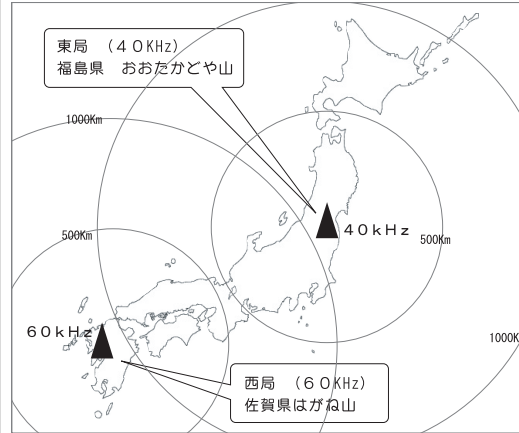 東局 （４０KHz）
福島県 おおたかどや山
1000Km
500Km
４０ｋＨｚ
500Km
６０ｋＨｚ
1000K
西局 （６０KHz）
佐賀県はがね山